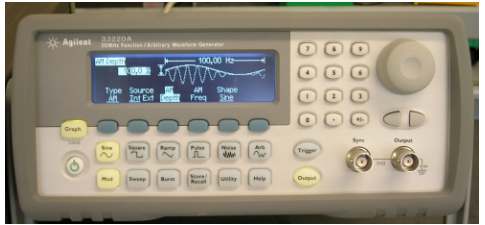 Agilent 33220A
20MHz Function / Arbitrary Waveform Generator
AM Depth 100,00 Hz
Type Source AM AM Shape
AM Int Ext Depth Freq Sine
Graph
Sine Square Ramp Pulse Noise Arb
Mod Sweep Burst Store/Recall Utility Help
7 8 9
4 5 6
1 2 3
0 . +/-
Trigger
Output
Sync Output